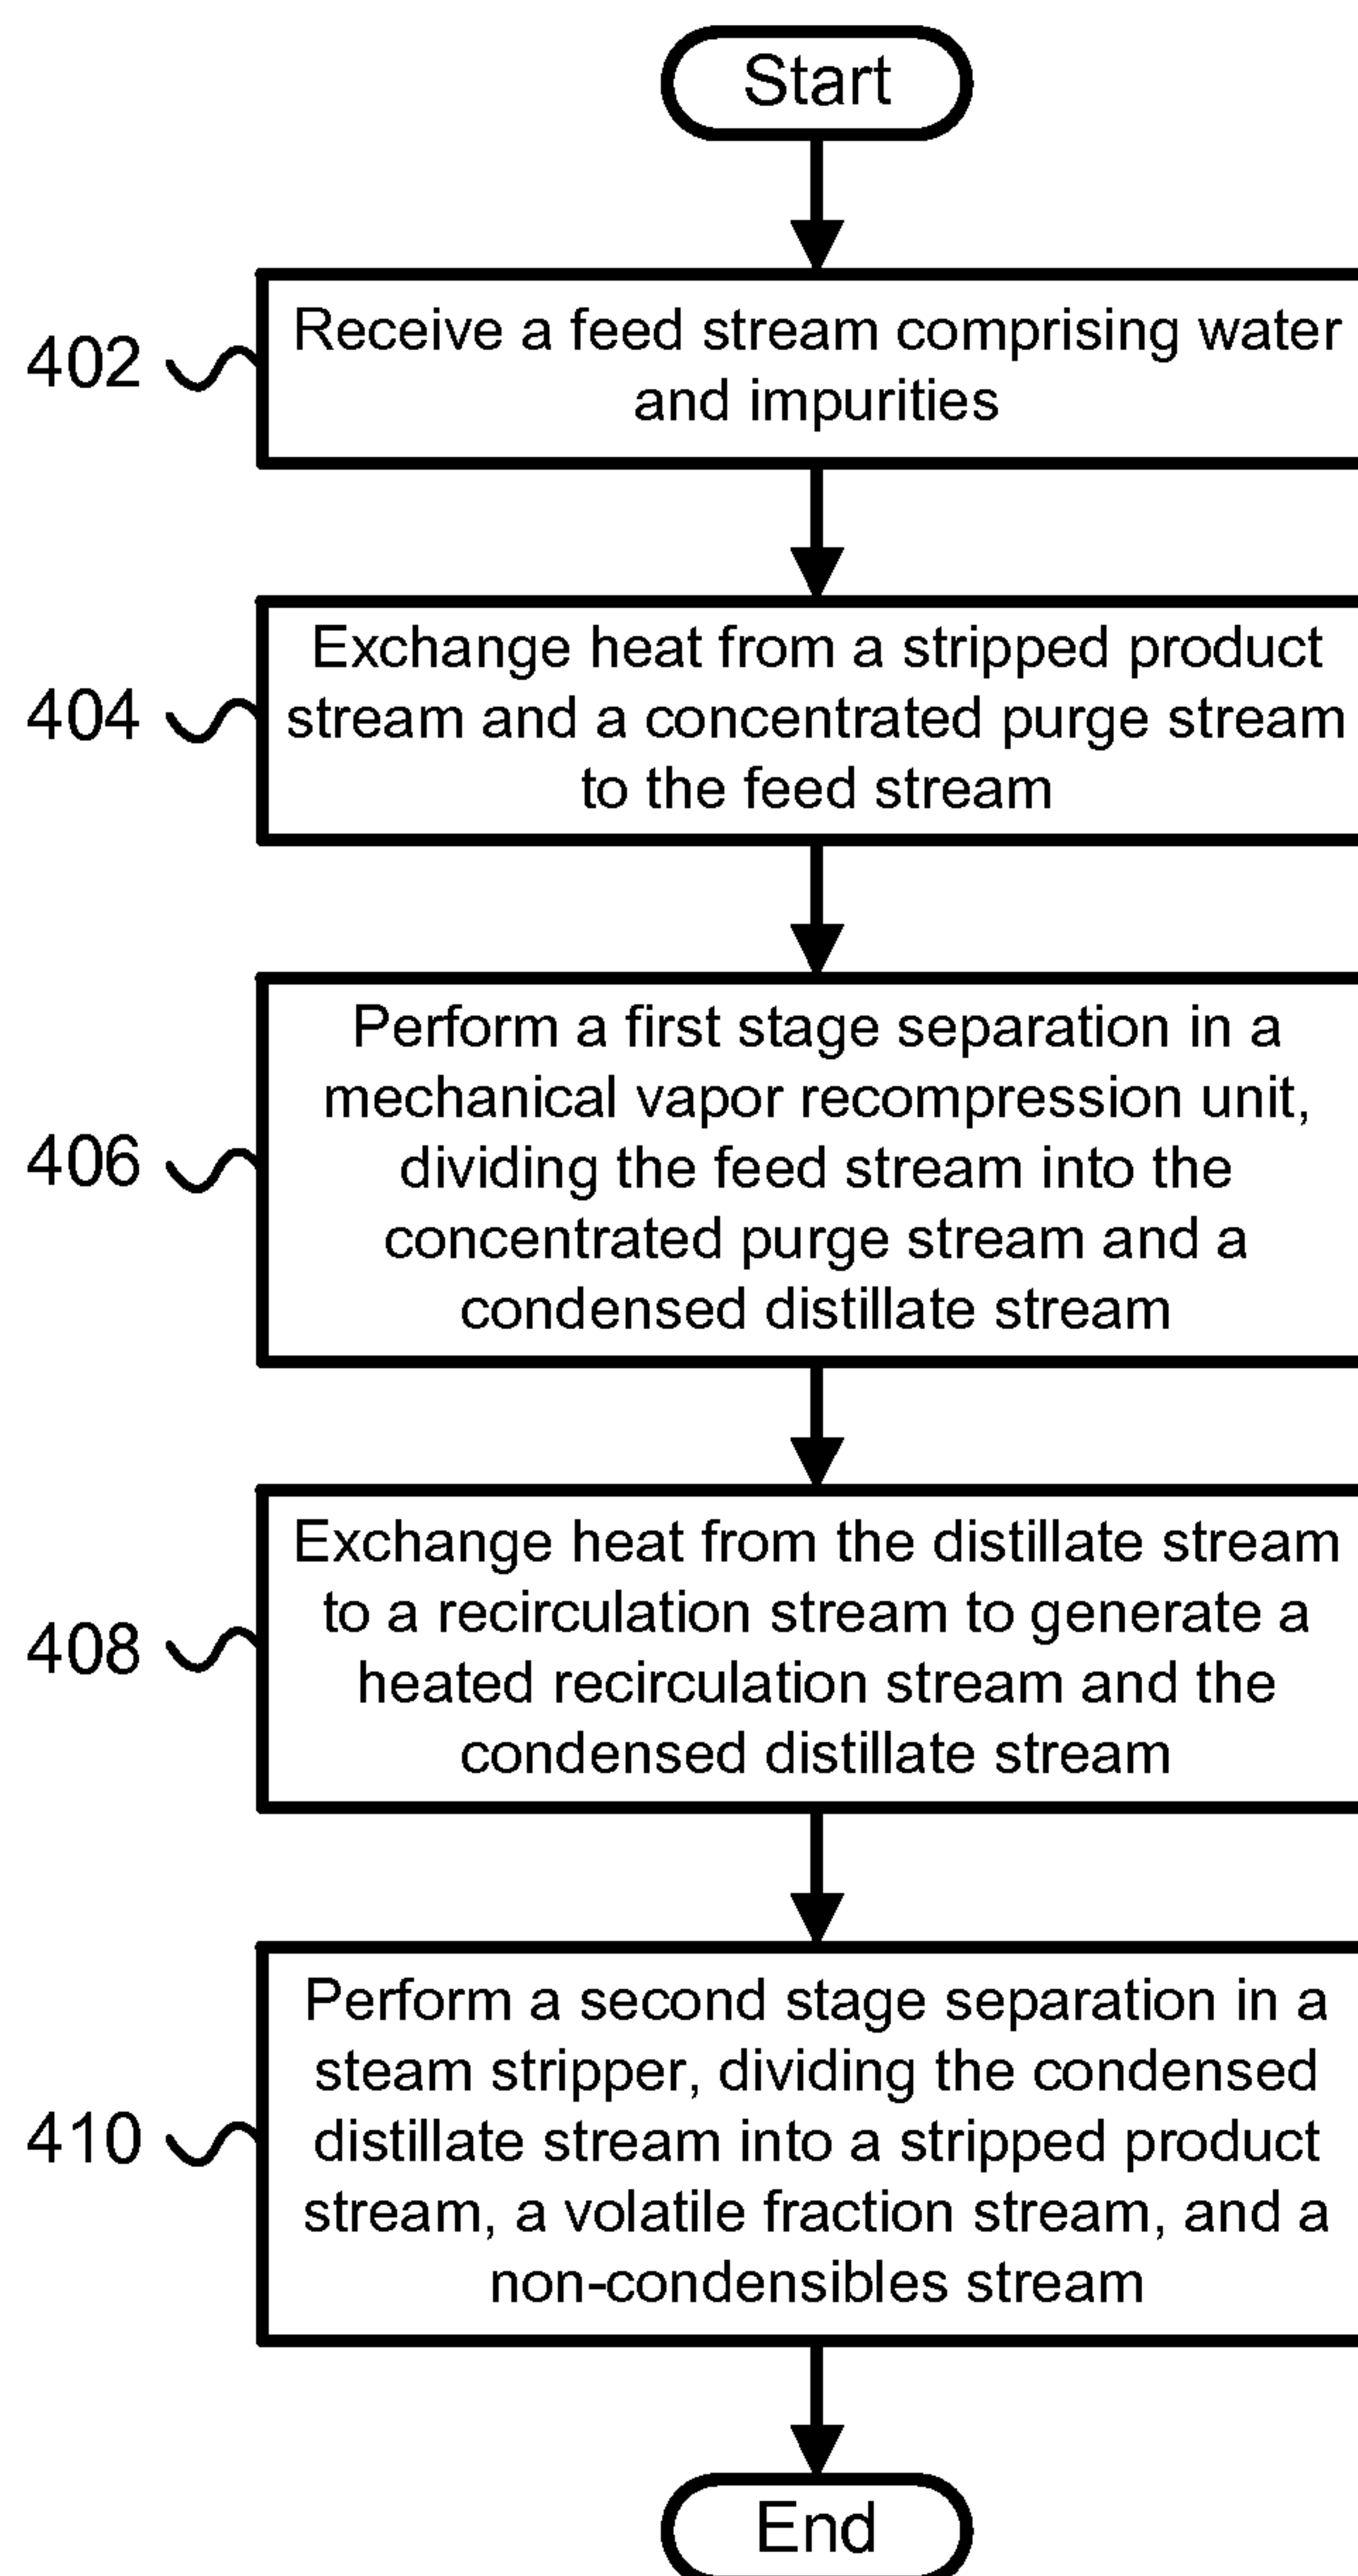 Start
402
Receive a feed stream comprising water
and impurities
404
Exchange heat from a stripped product
stream and a concentrated purge stream
to the feed stream
406
Perform a first stage separation in a
mechanical vapor recompression unit,
dividing the feed stream into the
concentrated purge stream and a
condensed distillate stream
408
Exchange heat from the distillate stream
to a recirculation stream to generate a
heated recirculation stream and the
condensed distillate stream
410
Perform a second stage separation in a
steam stripper, dividing the condensed
distillate stream into a stripped product
stream, a volatile fraction stream, and a
non-condensibles stream
End